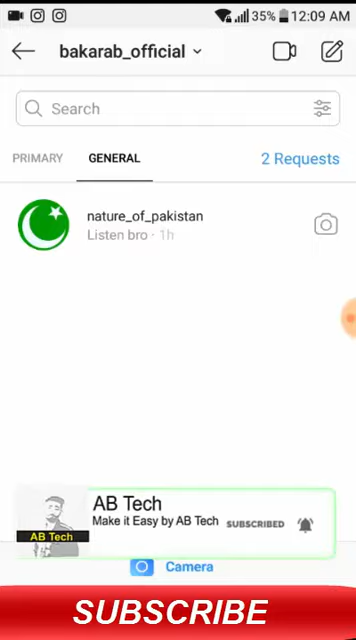 35% 12:09 AM
bakarab_official
Search
PRIMARY GENERAL 2 Requests
nature_of_pakistan
Listen bro · 1h
AB Tech
Make it Easy by AB Tech
SUBSCRIBED
AB Tech
Camera
SUBSCRIBE